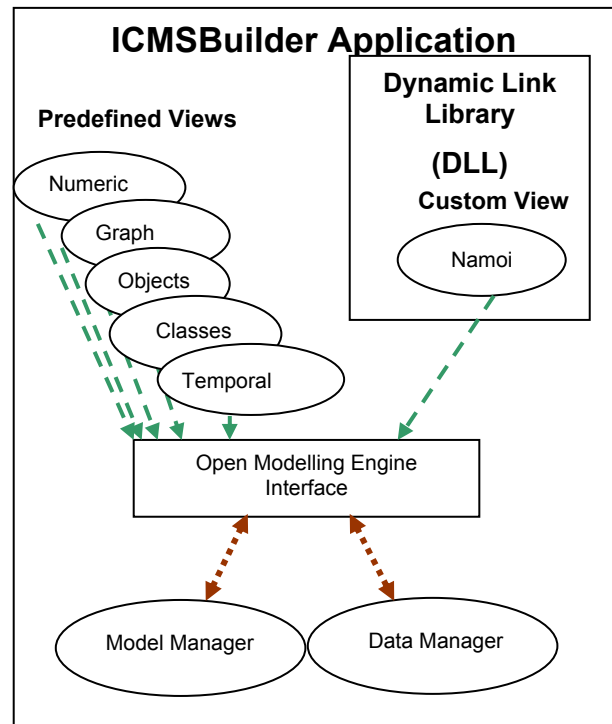 ICMSBuilder Application
Dynamic Link
Library
(DLL)
Custom View
Namoi
Predefined Views
Numeric
Graph
Objects
Classes
Temporal
Open Modelling Engine
Interface
Model Manager
Data Manager